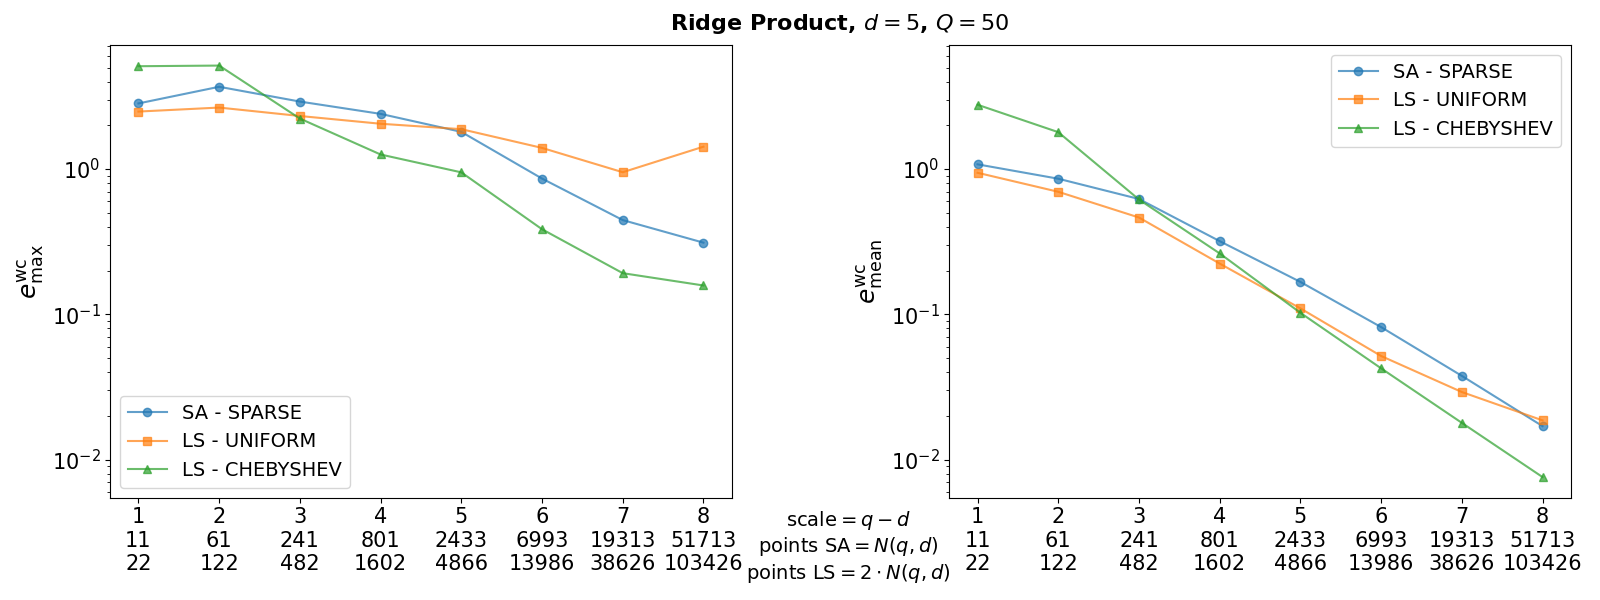 Ridge Product, d = 5, Q = 50
e^wc_max
10^0
10^-1
10^-2
SA - SPARSE
LS - UNIFORM
LS - CHEBYSHEV
1 2 3 4 5 6 7 8
11 61 241 801 2433 6993 19313 51713
22 122 482 1602 4866 13986 38626 103426
scale = q − d
points SA = N(q, d)
points LS = 2 · N(q, d)
e^wc_mean
10^0
10^-1
10^-2
SA - SPARSE
LS - UNIFORM
LS - CHEBYSHEV
1 2 3 4 5 6 7 8
11 61 241 801 2433 6993 19313 51713
22 122 482 1602 4866 13986 38626 103426